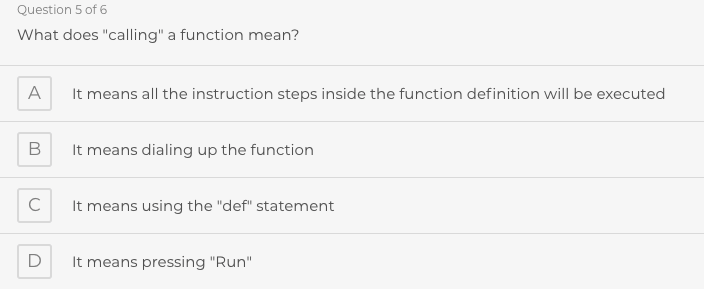 Question 5 of 6
What does "calling" a function mean?
A It means all the instruction steps inside the function definition will be executed
B It means dialing up the function
C It means using the "def" statement
D It means pressing "Run"